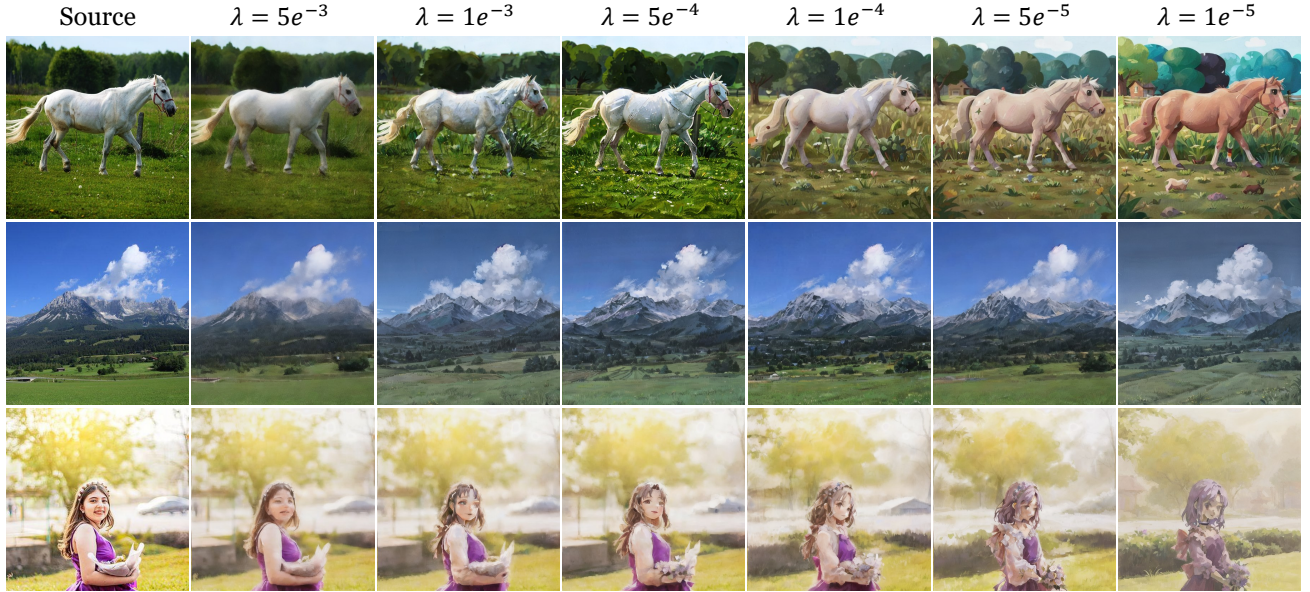 Source λ = 5e⁻³ λ = 1e⁻³ λ = 5e⁻⁴ λ = 1e⁻⁴ λ = 5e⁻⁵ λ = 1e⁻⁵